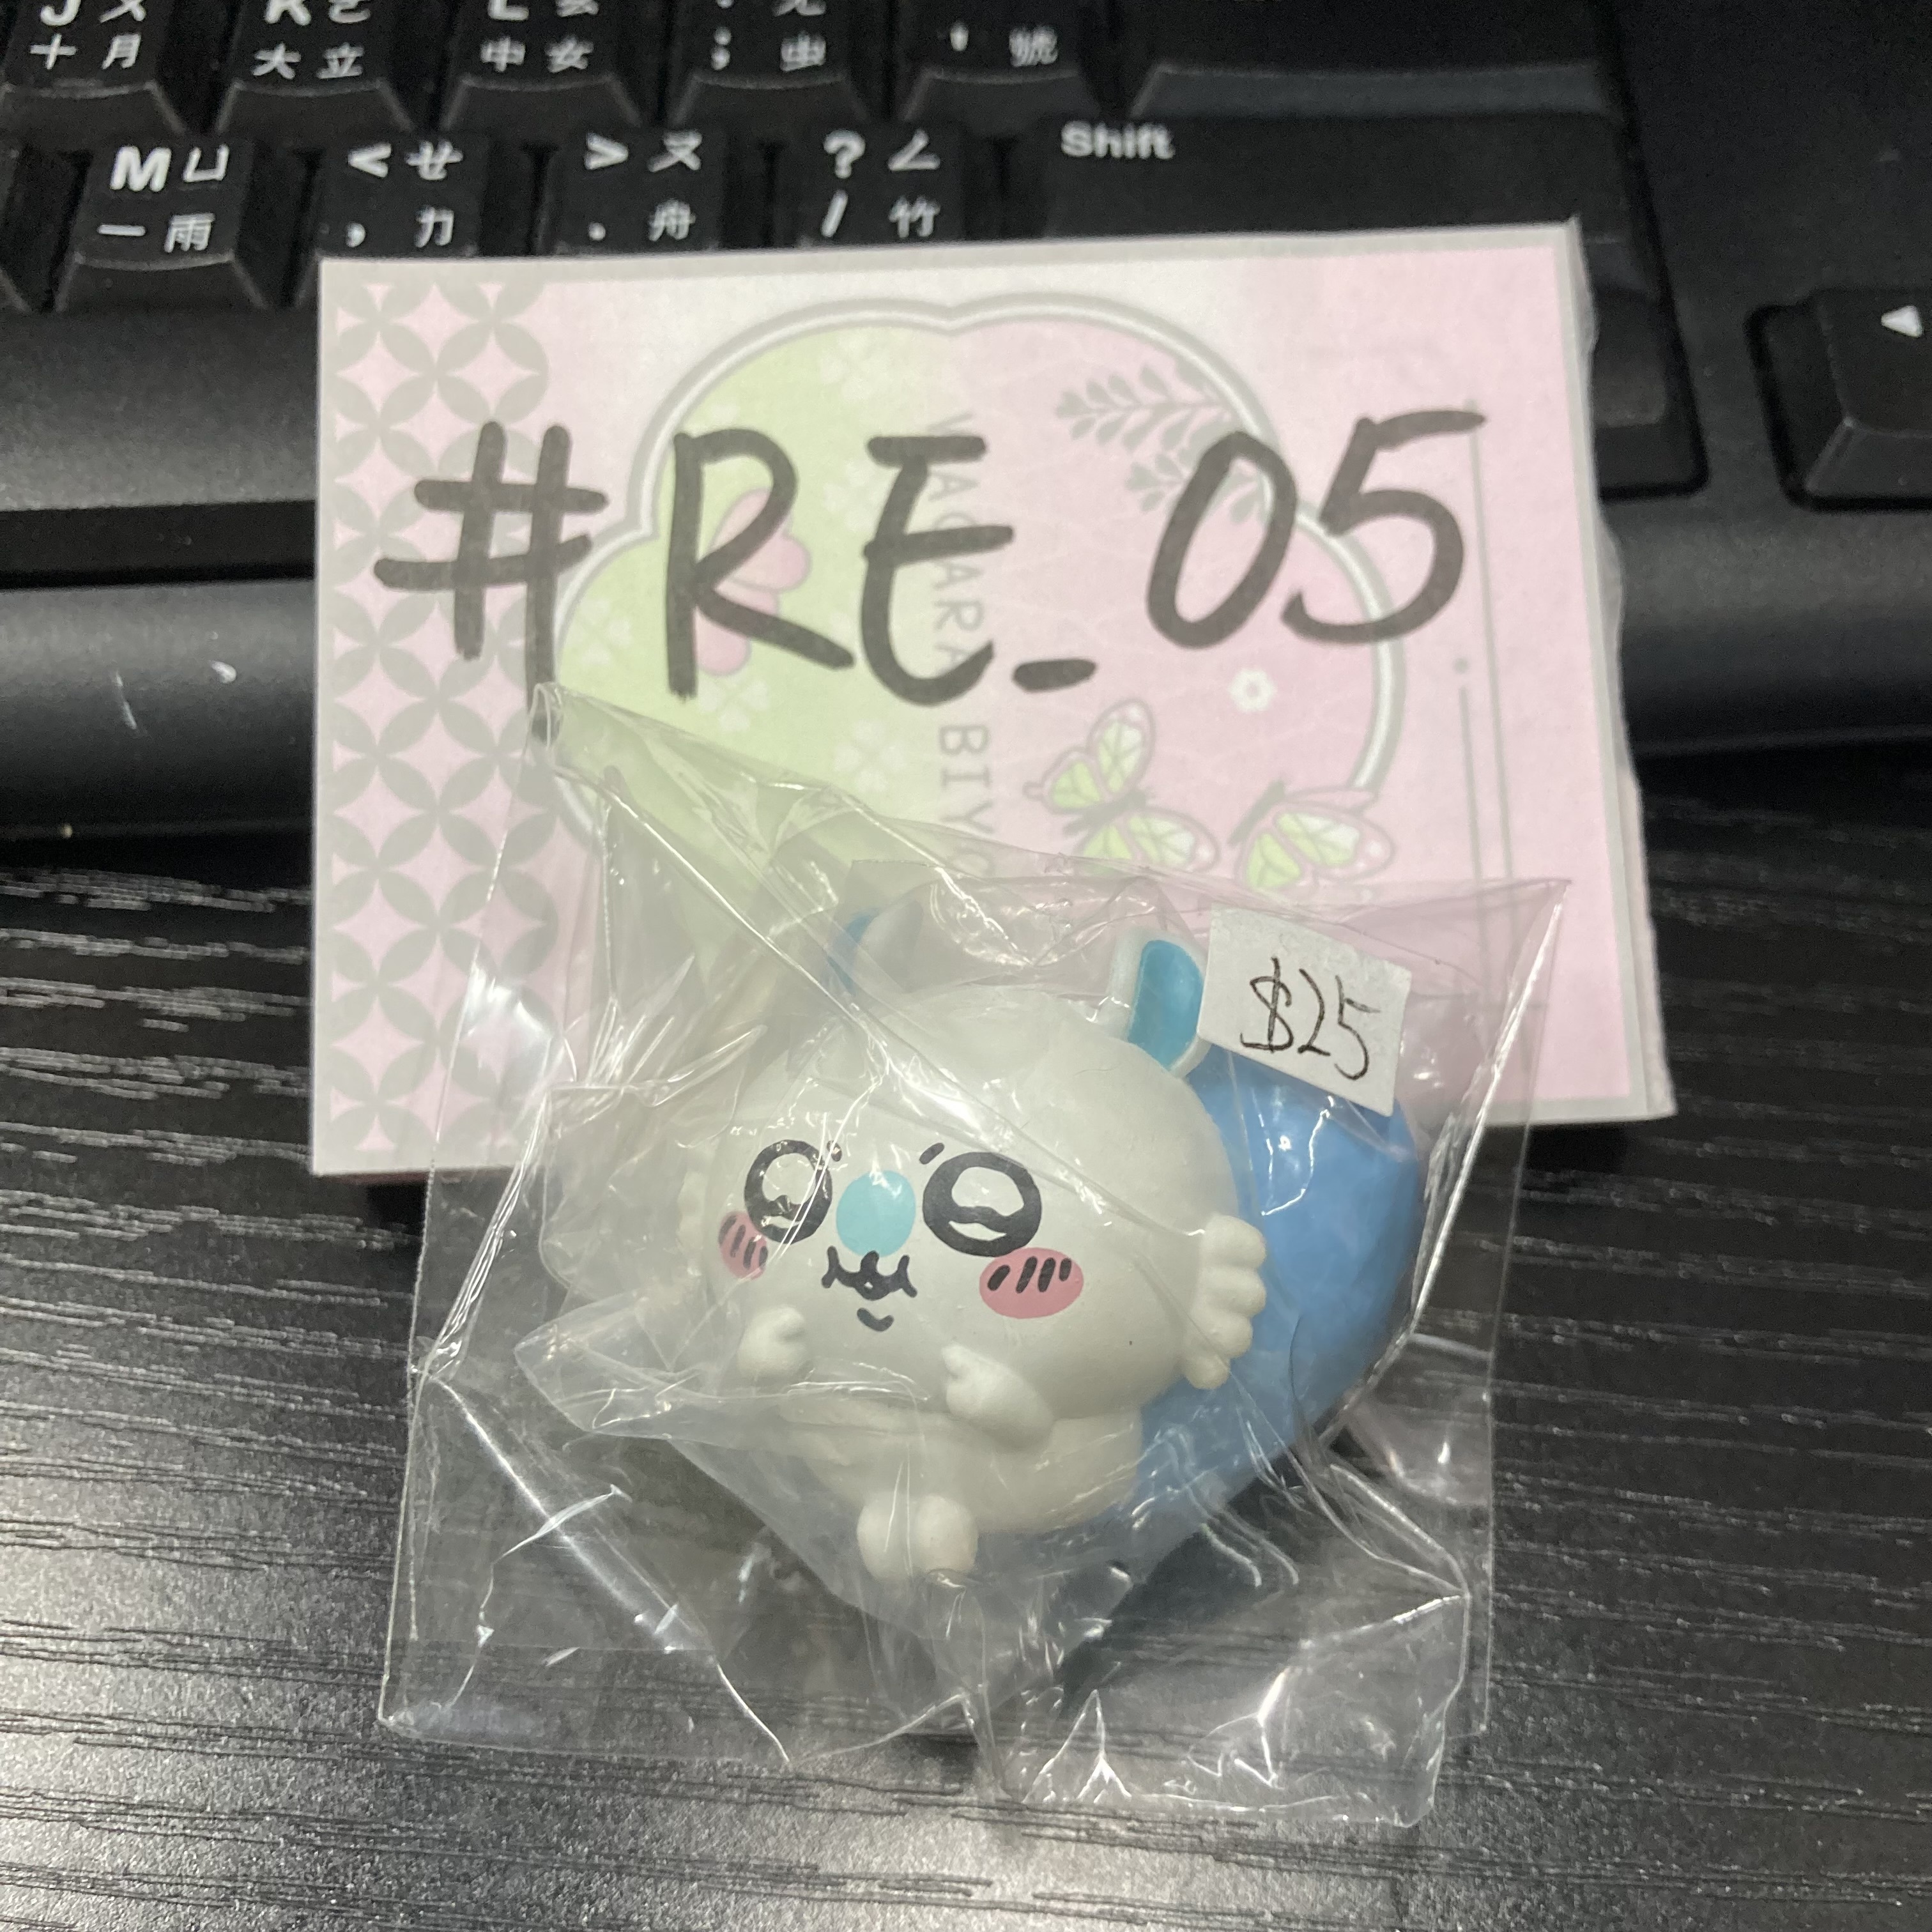 十 月
大 立
中 女
; 虫
' 號
M ㄩ
一 雨
< ㄝ
, 力
> ㄡ
. 舟
? ㄥ
/ 竹
Shift
#RE_05
$25